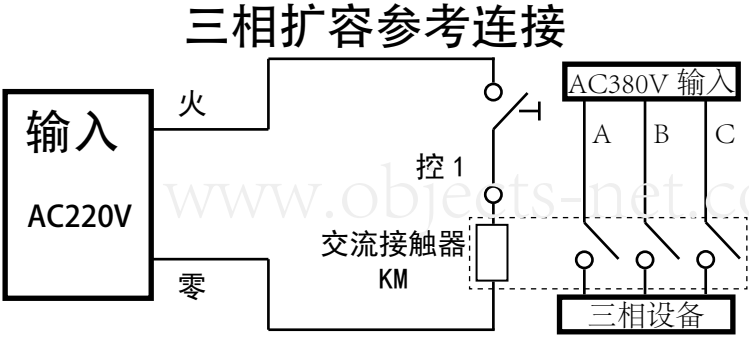 三相扩容参考连接
火
AC380V 输入
输入
A B C
控 1
AC220V
www.objects-net.co
交流接触器
KM
零
三相设备